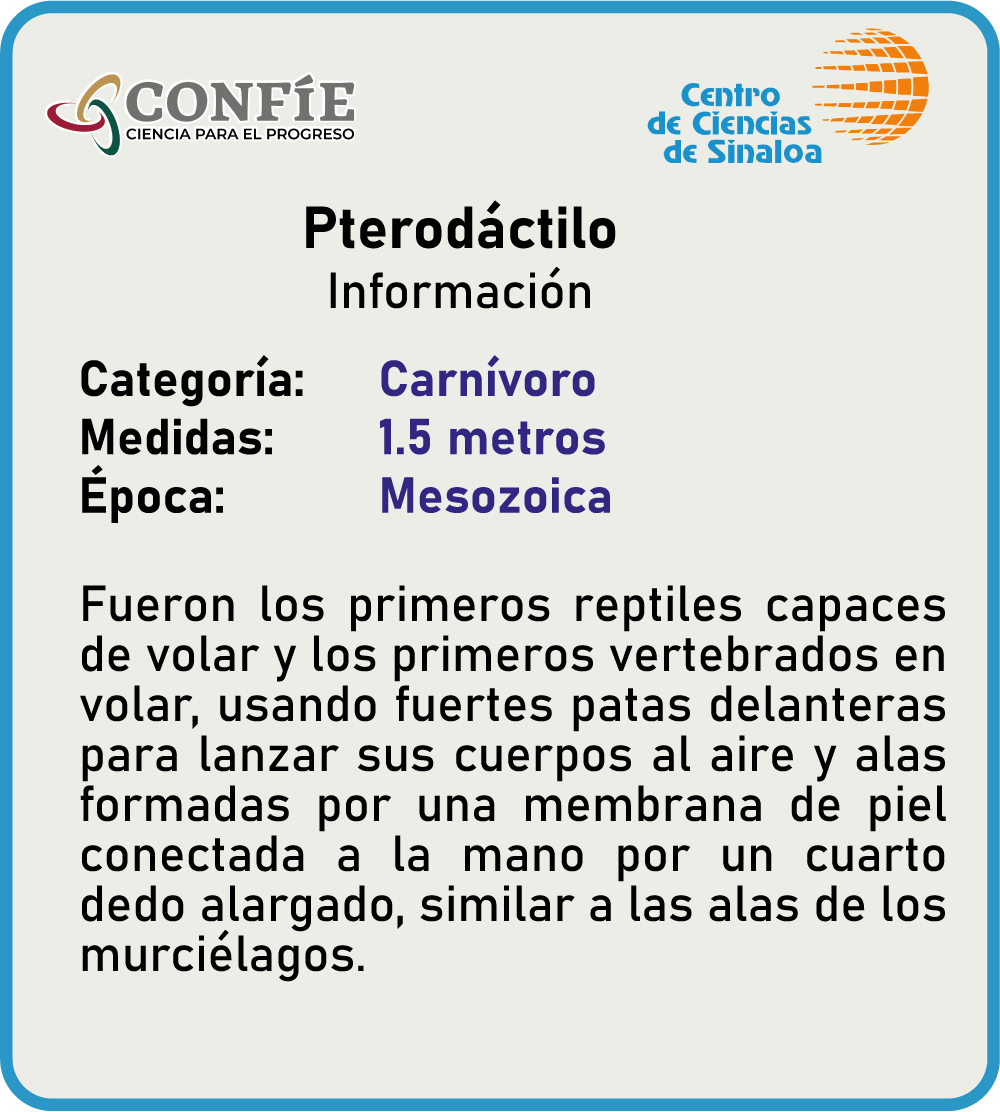 CONFÍE
CIENCIA PARA EL PROGRESO
Centro
de Ciencias
de Sinaloa
Pterodáctilo
Información
Categoría: Carnívoro
Medidas: 1.5 metros
Época: Mesozoica
Fueron los primeros reptiles capaces
de volar y los primeros vertebrados en
volar, usando fuertes patas delanteras
para lanzar sus cuerpos al aire y alas
formadas por una membrana de piel
conectada a la mano por un cuarto
dedo alargado, similar a las alas de los
murciélagos.